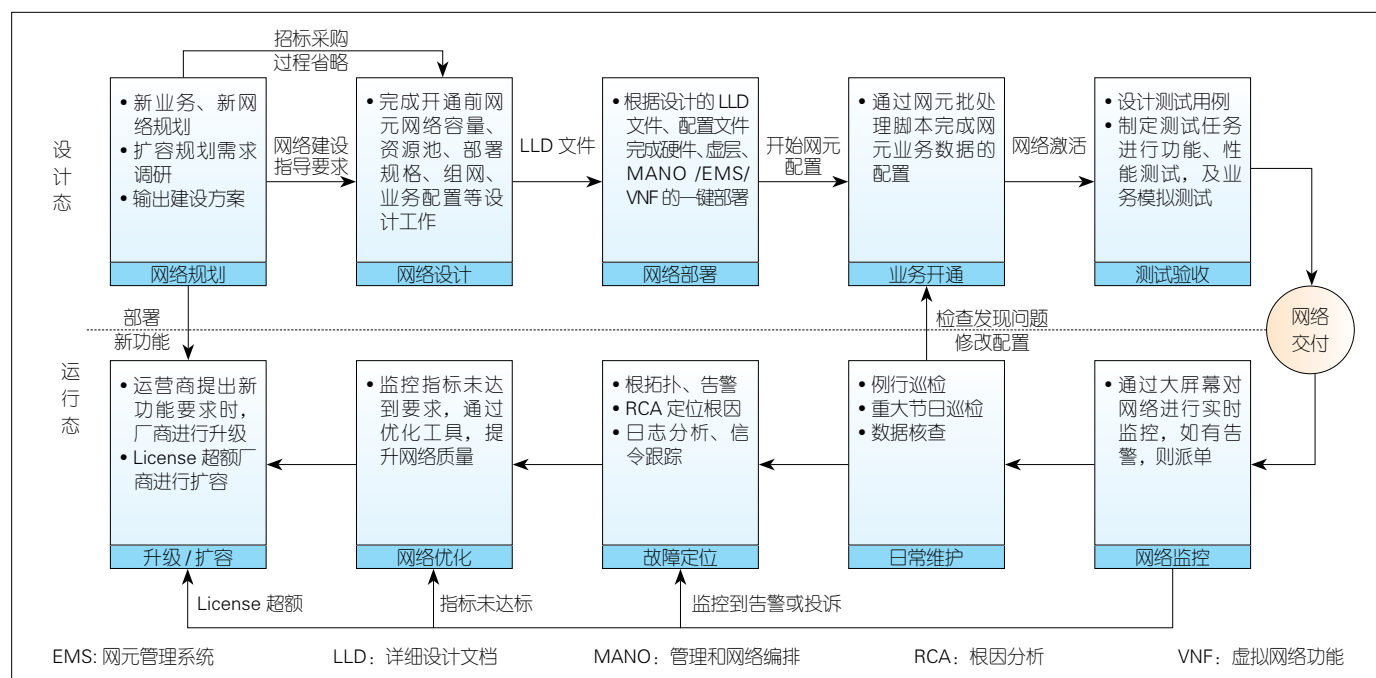 招标采购
过程省略
设计态
• 新业务、新网
络规划
• 扩容规划需求
调研
• 输出建设方案
网络规划
网络建设
指导要求
• 完成开通前网
元网络容量、
资源池、部署
规格、组网、
业务配置等设
计工作
网络设计
LLD 文件
• 根据设计的 LLD
文件、配置文件
完成硬件、虚层、
MANO /EMS/
VNF 的一键部署
网络部署
开始网元
配置
• 通过网元批处
理脚本完成网
元业务数据的
配置
业务开通
网络激活
• 设计测试用例
• 制定测试任务
进行功能、性
能测试，及业
务模拟测试
测试验收
网络
交付
部署
新功能
检查发现问题
修改配置
运行态
• 运营商提出新
功能要求时，
厂商进行升级
• License 超额厂
商进行扩容
升级 / 扩容
• 监控指标未达
到要求，通过
优化工具，提
升网络质量
网络优化
• 根拓扑、告警
• RCA 定位根因
• 日志分析、信
令跟踪
故障定位
• 例行巡检
• 重大节日巡检
• 数据核查
日常维护
• 通过大屏幕对
网络进行实时
监控，如有告
警，则派单
网络监控
License 超额
指标未达标
监控到告警或投诉
EMS: 网元管理系统
LLD：详细设计文档
MANO：管理和网络编排
RCA：根因分析
VNF：虚拟网络功能